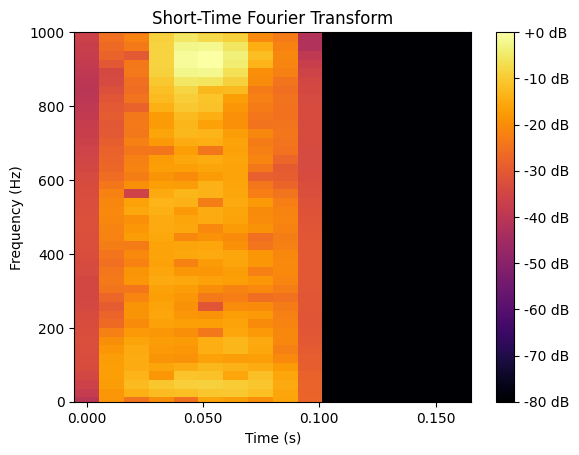 Short-Time Fourier Transform
1000
800
600
400
200
0
Frequency (Hz)
0.000
0.050
0.100
0.150
Time (s)
+0 dB
-10 dB
-20 dB
-30 dB
-40 dB
-50 dB
-60 dB
-70 dB
-80 dB